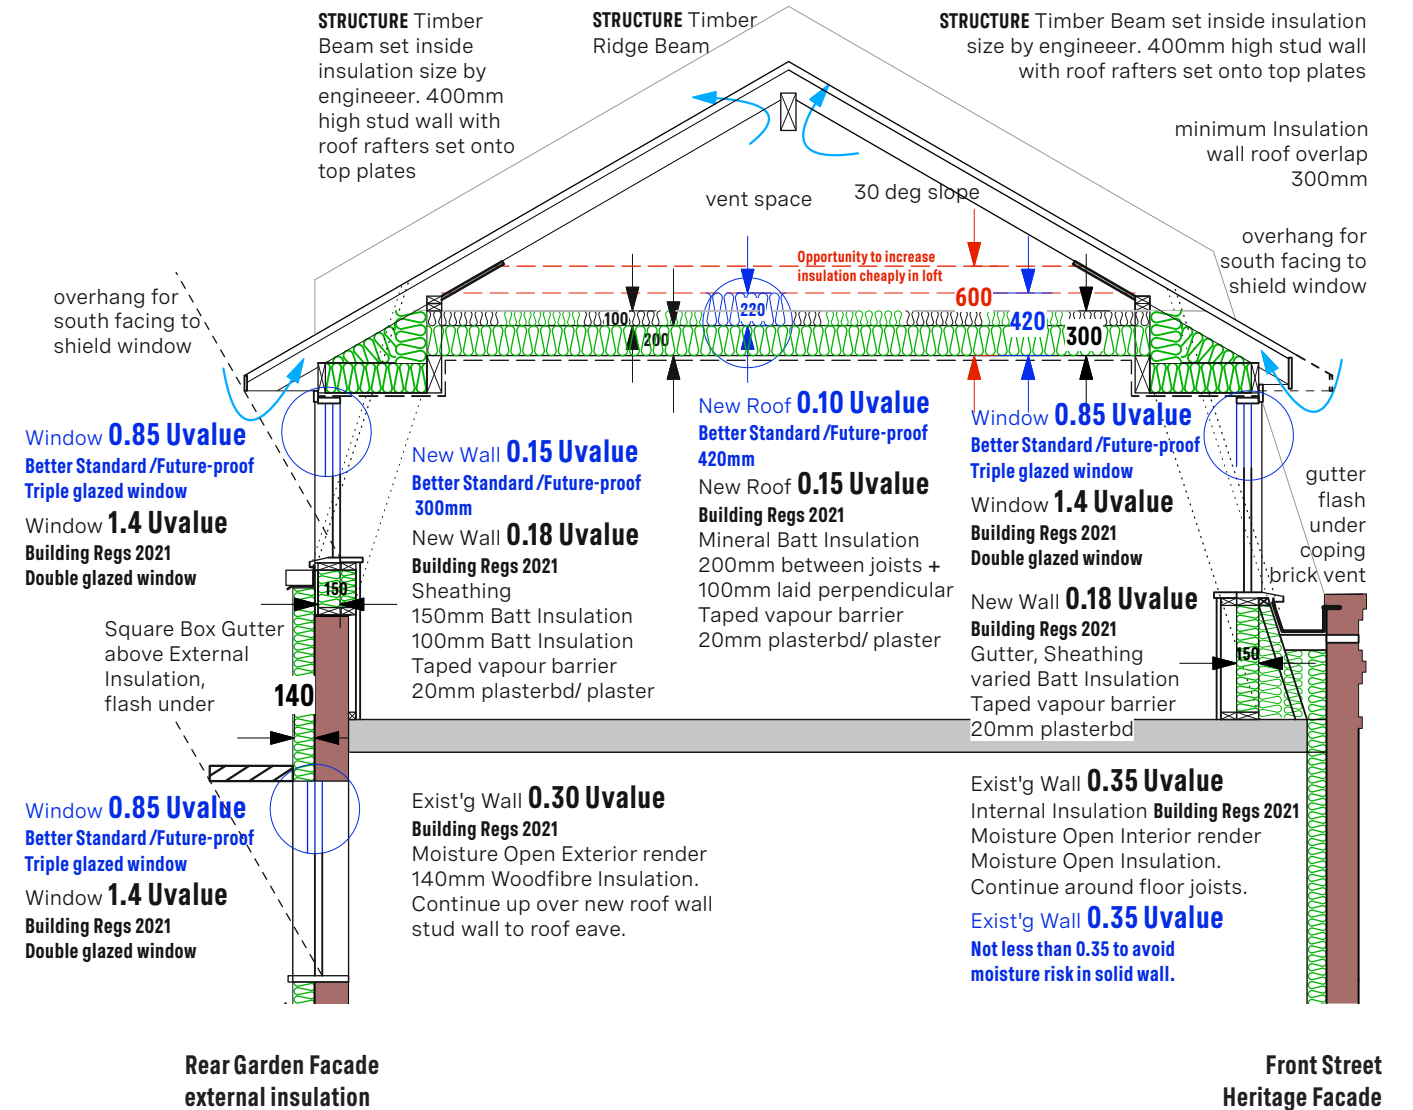 STRUCTURE Timber
Beam set inside
insulation size by
engineeer. 400mm
high stud wall with
roof rafters set onto
top plates
STRUCTURE Timber
Ridge Beam
STRUCTURE Timber Beam set inside insulation
size by engineeer. 400mm high stud wall
with roof rafters set onto top plates
minimum Insulation
wall roof overlap
300mm
vent space
30 deg slope
overhang for
south facing to
shield window
overhang for
south facing to
shield window
Opportunity to increase
insulation cheaply in loft
600
420
300
220
100
200
Window 0.85 Uvalue
Better Standard /Future-proof
Triple glazed window
Window 1.4 Uvalue
Building Regs 2021
Double glazed window
New Wall 0.15 Uvalue
Better Standard /Future-proof
300mm
New Wall 0.18 Uvalue
Building Regs 2021
Sheathing
150mm Batt Insulation
100mm Batt Insulation
Taped vapour barrier
20mm plasterbd/ plaster
New Roof 0.10 Uvalue
Better Standard /Future-proof
420mm
New Roof 0.15 Uvalue
Building Regs 2021
Mineral Batt Insulation
200mm between joists +
100mm laid perpendicular
Taped vapour barrier
20mm plasterbd/ plaster
Window 0.85 Uvalue
Better Standard /Future-proof
Triple glazed window
Window 1.4 Uvalue
Building Regs 2021
Double glazed window
New Wall 0.18 Uvalue
Building Regs 2021
Gutter, Sheathing
varied Batt Insulation
Taped vapour barrier
20mm plasterbd
gutter
flash
under
coping
brick vent
150
150
Square Box Gutter
above External
Insulation,
flash under
140
Window 0.85 Uvalue
Better Standard /Future-proof
Triple glazed window
Window 1.4 Uvalue
Building Regs 2021
Double glazed window
Exist'g Wall 0.30 Uvalue
Building Regs 2021
Moisture Open Exterior render
140mm Woodfibre Insulation.
Continue up over new roof wall
stud wall to roof eave.
Exist'g Wall 0.35 Uvalue
Internal Insulation Building Regs 2021
Moisture Open Interior render
Moisture Open Insulation.
Continue around floor joists.
Exist'g Wall 0.35 Uvalue
Not less than 0.35 to avoid
moisture risk in solid wall.
Rear Garden Facade
external insulation
Front Street
Heritage Facade